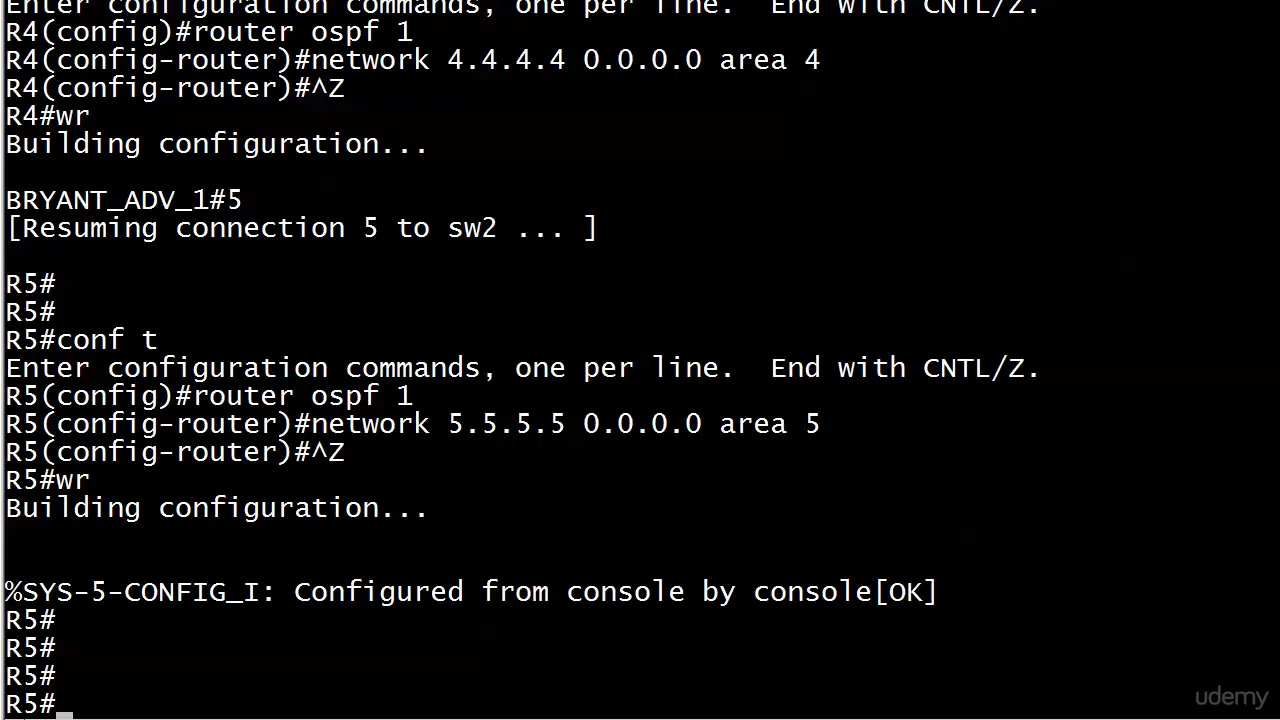 Enter configuration commands, one per line.  End with CNTL/Z.
R4(config)#router ospf 1
R4(config-router)#network 4.4.4.4 0.0.0.0 area 4
R4(config-router)#^Z
R4#wr
Building configuration...
BRYANT_ADV_1#5
[Resuming connection 5 to sw2 ... ]
R5#
R5#
R5#conf t
Enter configuration commands, one per line.  End with CNTL/Z.
R5(config)#router ospf 1
R5(config-router)#network 5.5.5.5 0.0.0.0 area 5
R5(config-router)#^Z
R5#wr
Building configuration...
%SYS-5-CONFIG_I: Configured from console by console[OK]
R5#
R5#
R5#
R5#
udemy